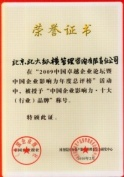 荣誉证书
北京北大纵横管理咨询有限责任公司
在“2009中国卓越企业论坛暨
中国企业影响力年度总评榜”活动
中，被授予“中国企业影响力·十大
（行业）品牌”称号。
特颁此证。